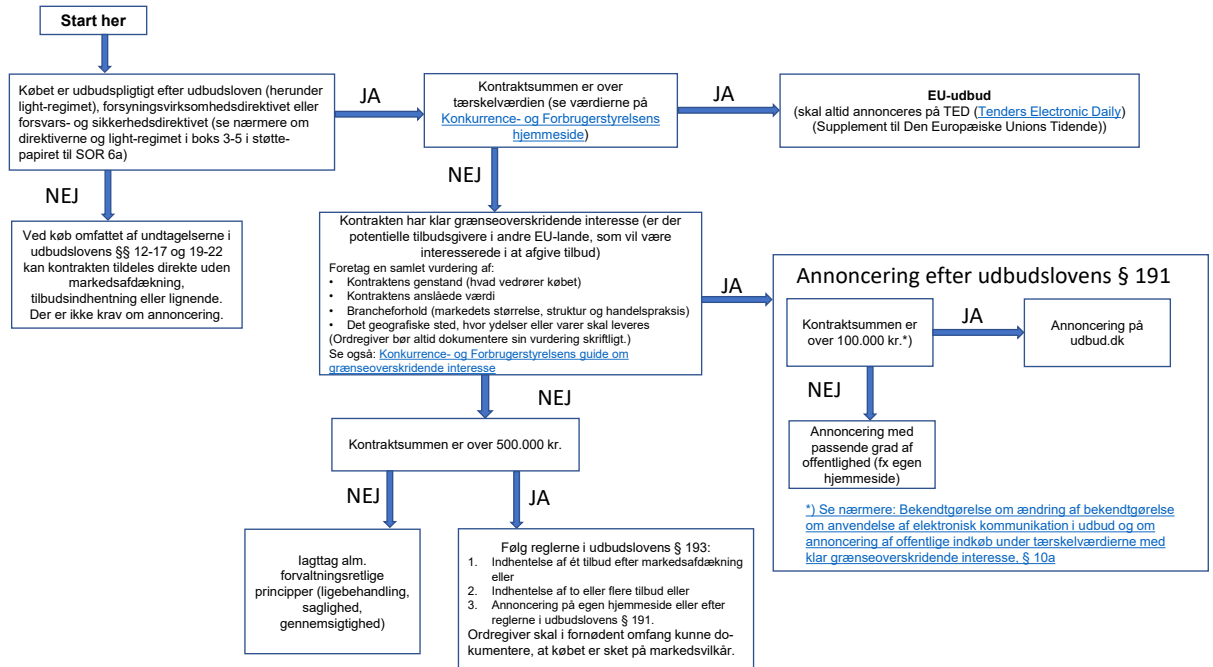 Start her
Købet er udbudspligtigt efter udbudsloven (herunder
light-regimet), forsyningsvirksomhedsdirektivet eller
forsvars- og sikkerhedsdirektivet (se nærmere om
direktiverne og light-regimet i boks 3-5 i støtte-
papiret til SOR 6a)
JA
Kontraktsummen er over
tærskelværdien (se værdierne på
Konkurrence- og Forbrugerstyrelsens
hjemmeside)
JA
EU-udbud
(skal altid annonceres på TED (Tenders Electronic Daily)
(Supplement til Den Europæiske Unions Tidende))
NEJ
Ved køb omfattet af undtagelserne i
udbudslovens §§ 12-17 og 19-22
kan kontrakten tildeles direkte uden
markedsafdækning,
tilbudsindhentning eller lignende.
Der er ikke krav om annoncering.
NEJ
Kontrakten har klar grænseoverskridende interesse (er der
potentielle tilbudsgivere i andre EU-lande, som vil være
interesserede i at afgive tilbud)
Foretag en samlet vurdering af:
• Kontraktens genstand (hvad vedrører købet)
• Kontraktens anslåede værdi
• Brancheforhold (markedets størrelse, struktur og handelspraksis)
• Det geografiske sted, hvor ydelser eller varer skal leveres
(Ordregiver bør altid dokumentere sin vurdering skriftligt.)
Se også: Konkurrence- og Forbrugerstyrelsens guide om
grænseoverskridende interesse
JA
Annoncering efter udbudslovens § 191
Kontraktsummen er
over 100.000 kr.*)
JA
Annoncering på
udbud.dk
NEJ
Annoncering med
passende grad af
offentlighed (fx egen
hjemmeside)
*) Se nærmere: Bekendtgørelse om ændring af bekendtgørelse
om anvendelse af elektronisk kommunikation i udbud og om
annoncering af offentlige indkøb under tærskelværdierne med
klar grænseoverskridende interesse, § 10a
NEJ
Kontraktsummen er over 500.000 kr.
NEJ
Iagttag alm.
forvaltningsretlige
principper (ligebehandling,
saglighed,
gennemsigtighed)
JA
Følg reglerne i udbudslovens § 193:
1. Indhentelse af ét tilbud efter markedsafdækning
eller
2. Indhentelse af to eller flere tilbud eller
3. Annoncering på egen hjemmeside eller efter
reglerne i udbudslovens § 191.
Ordregiver skal i fornødent omfang kunne do-
kumentere, at købet er sket på markedsvilkår.